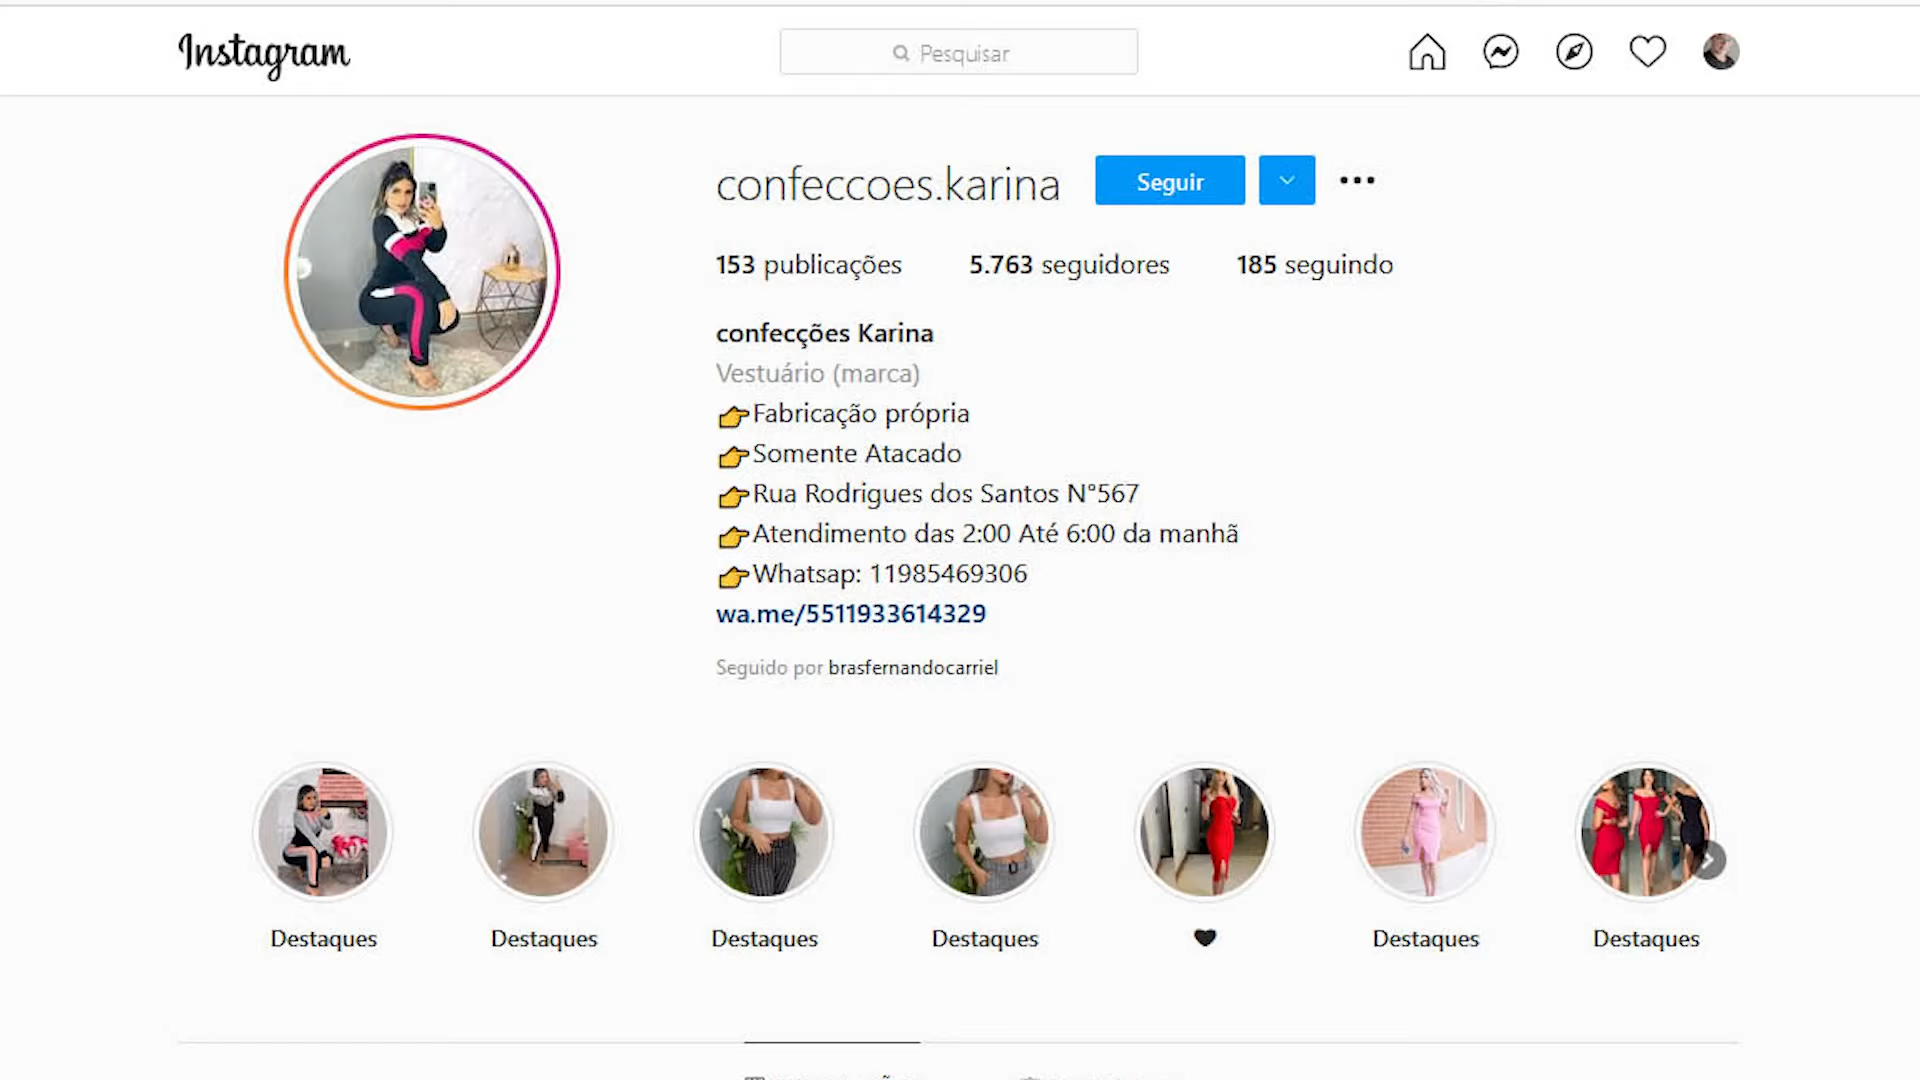 Instagram
Pesquisar
confeccoes.karina
Seguir
153 publicações 5.763 seguidores 185 seguindo
confecções Karina
Vestuário (marca)
👉Fabricação própria
👉Somente Atacado
👉Rua Rodrigues dos Santos N°567
👉Atendimento das 2:00 Até 6:00 da manhã
👉Whatsap: 11985469306
wa.me/5511933614329
Seguido por brasfernandocarriel
Destaques Destaques Destaques Destaques 🖤 Destaques Destaques